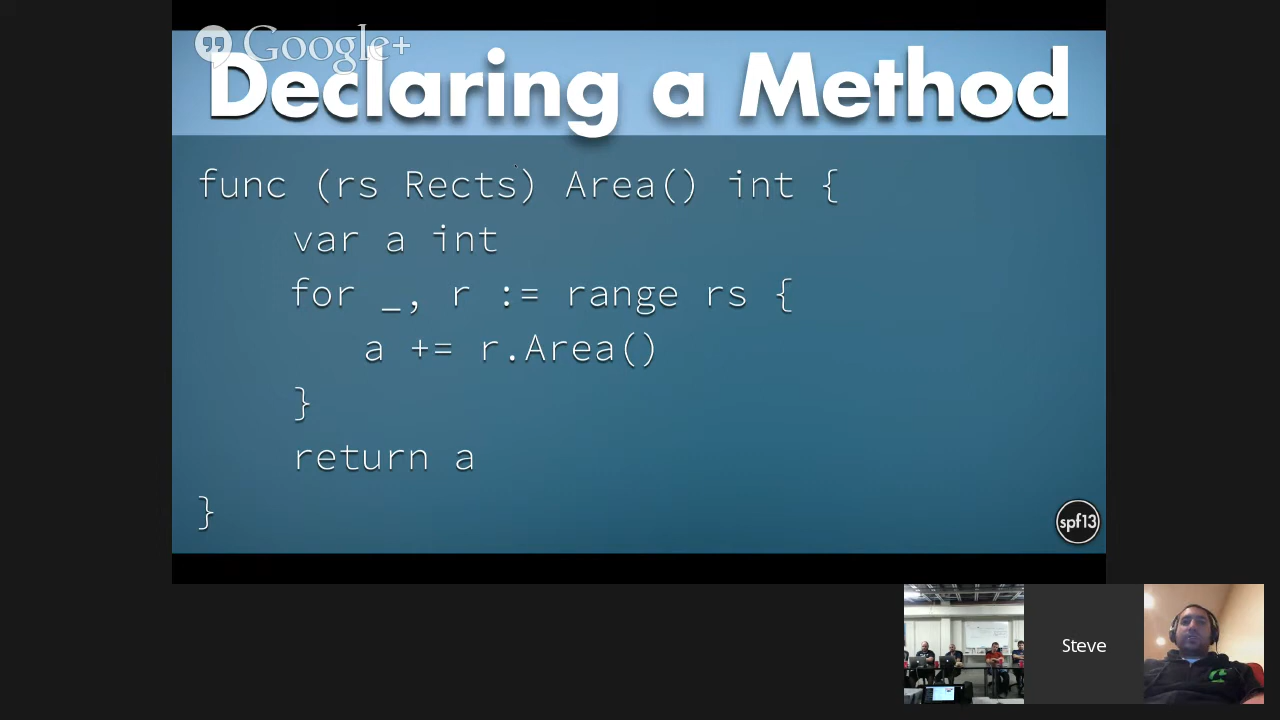 Google+
Declaring a Method
func (rs Rects) Area() int {
var a int
for _, r := range rs {
a += r.Area()
}
return a
}
spf13
Steve